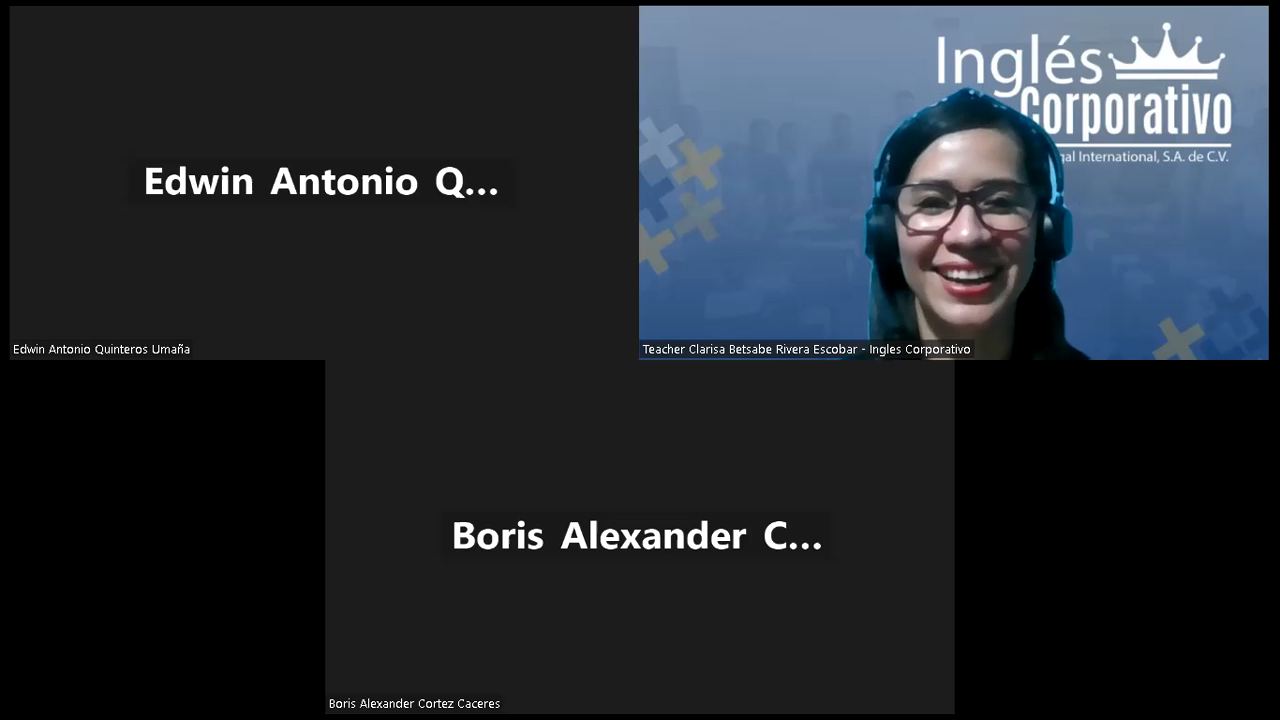 Edwin Antonio Q...
Edwin Antonio Quinteros Umaña
Inglés
Corporativo
International, S.A. de C.V.
Teacher Clarisa Betsabe Rivera Escobar - Ingles Corporativo
Boris Alexander C...
Boris Alexander Cortez Caceres